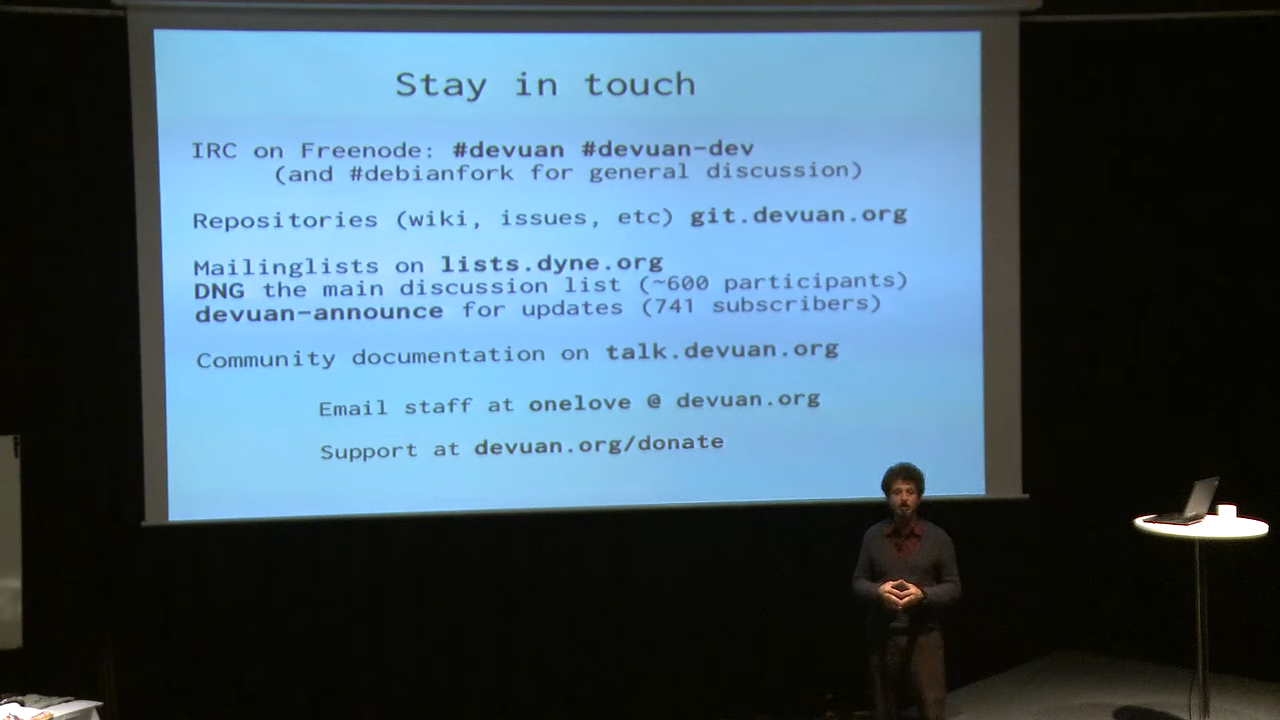 Stay in touch
IRC on Freenode: #devuan #devuan-dev
(and #debianfork for general discussion)
Repositories (wiki, issues, etc) git.devuan.org
Mailinglists on lists.dyne.org
DNG the main discussion list (~600 participants)
devuan-announce for updates (741 subscribers)
Community documentation on talk.devuan.org
Email staff at onelove @ devuan.org
Support at devuan.org/donate